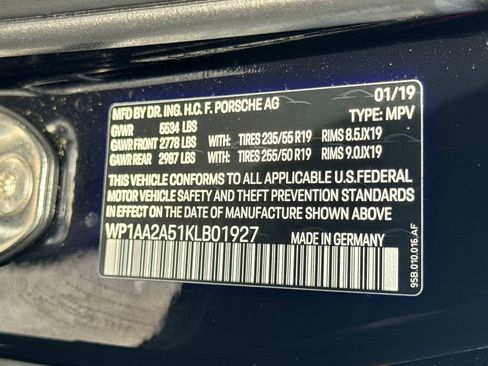 MFD BY DR. ING. H.C. F. PORSCHE AG 01/19
GVWR 5534 LBS TYPE: MPV
GAWR FRONT 2778 LBS WITH: TIRES 235/55 R19 RIMS 8.5JX19
GAWR REAR 2987 LBS WITH: TIRES 255/50 R19 RIMS 9.0JX19
THIS VEHICLE CONFORMS TO ALL APPLICABLE U.S.FEDERAL
MOTOR VEHICLE SAFETY AND THEFT PREVENTION STANDARDS
IN EFFECT ON THE DATE OF MANUFACTURE SHOWN ABOVE
WP1AA2A51KLB01927 MADE IN GERMANY
95B.010.016.AF